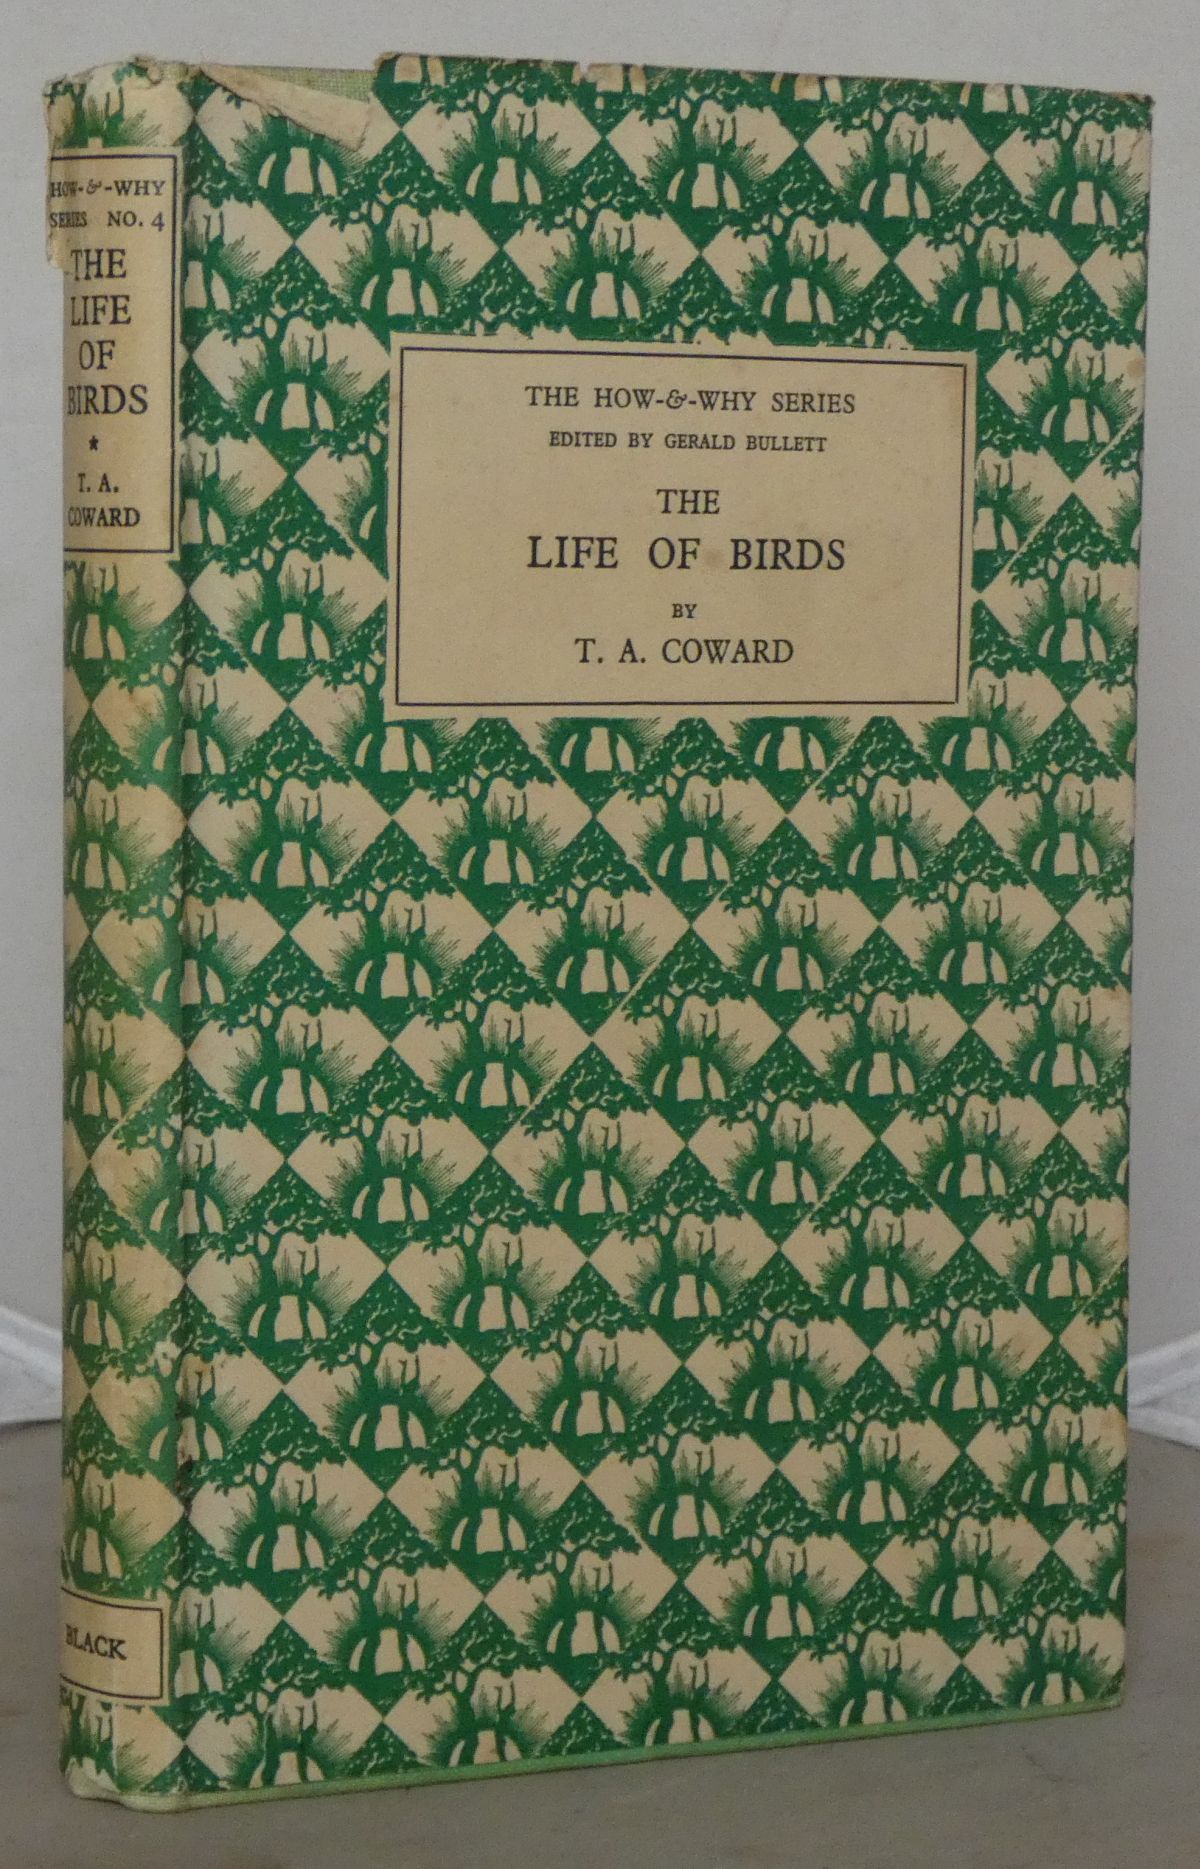 HOW-&-WHY
SERIES NO. 4
THE
LIFE
OF
BIRDS
*
T. A.
COWARD
BLACK
THE HOW-&-WHY SERIES
EDITED BY GERALD BULLETT
THE
LIFE OF BIRDS
BY
T. A. COWARD